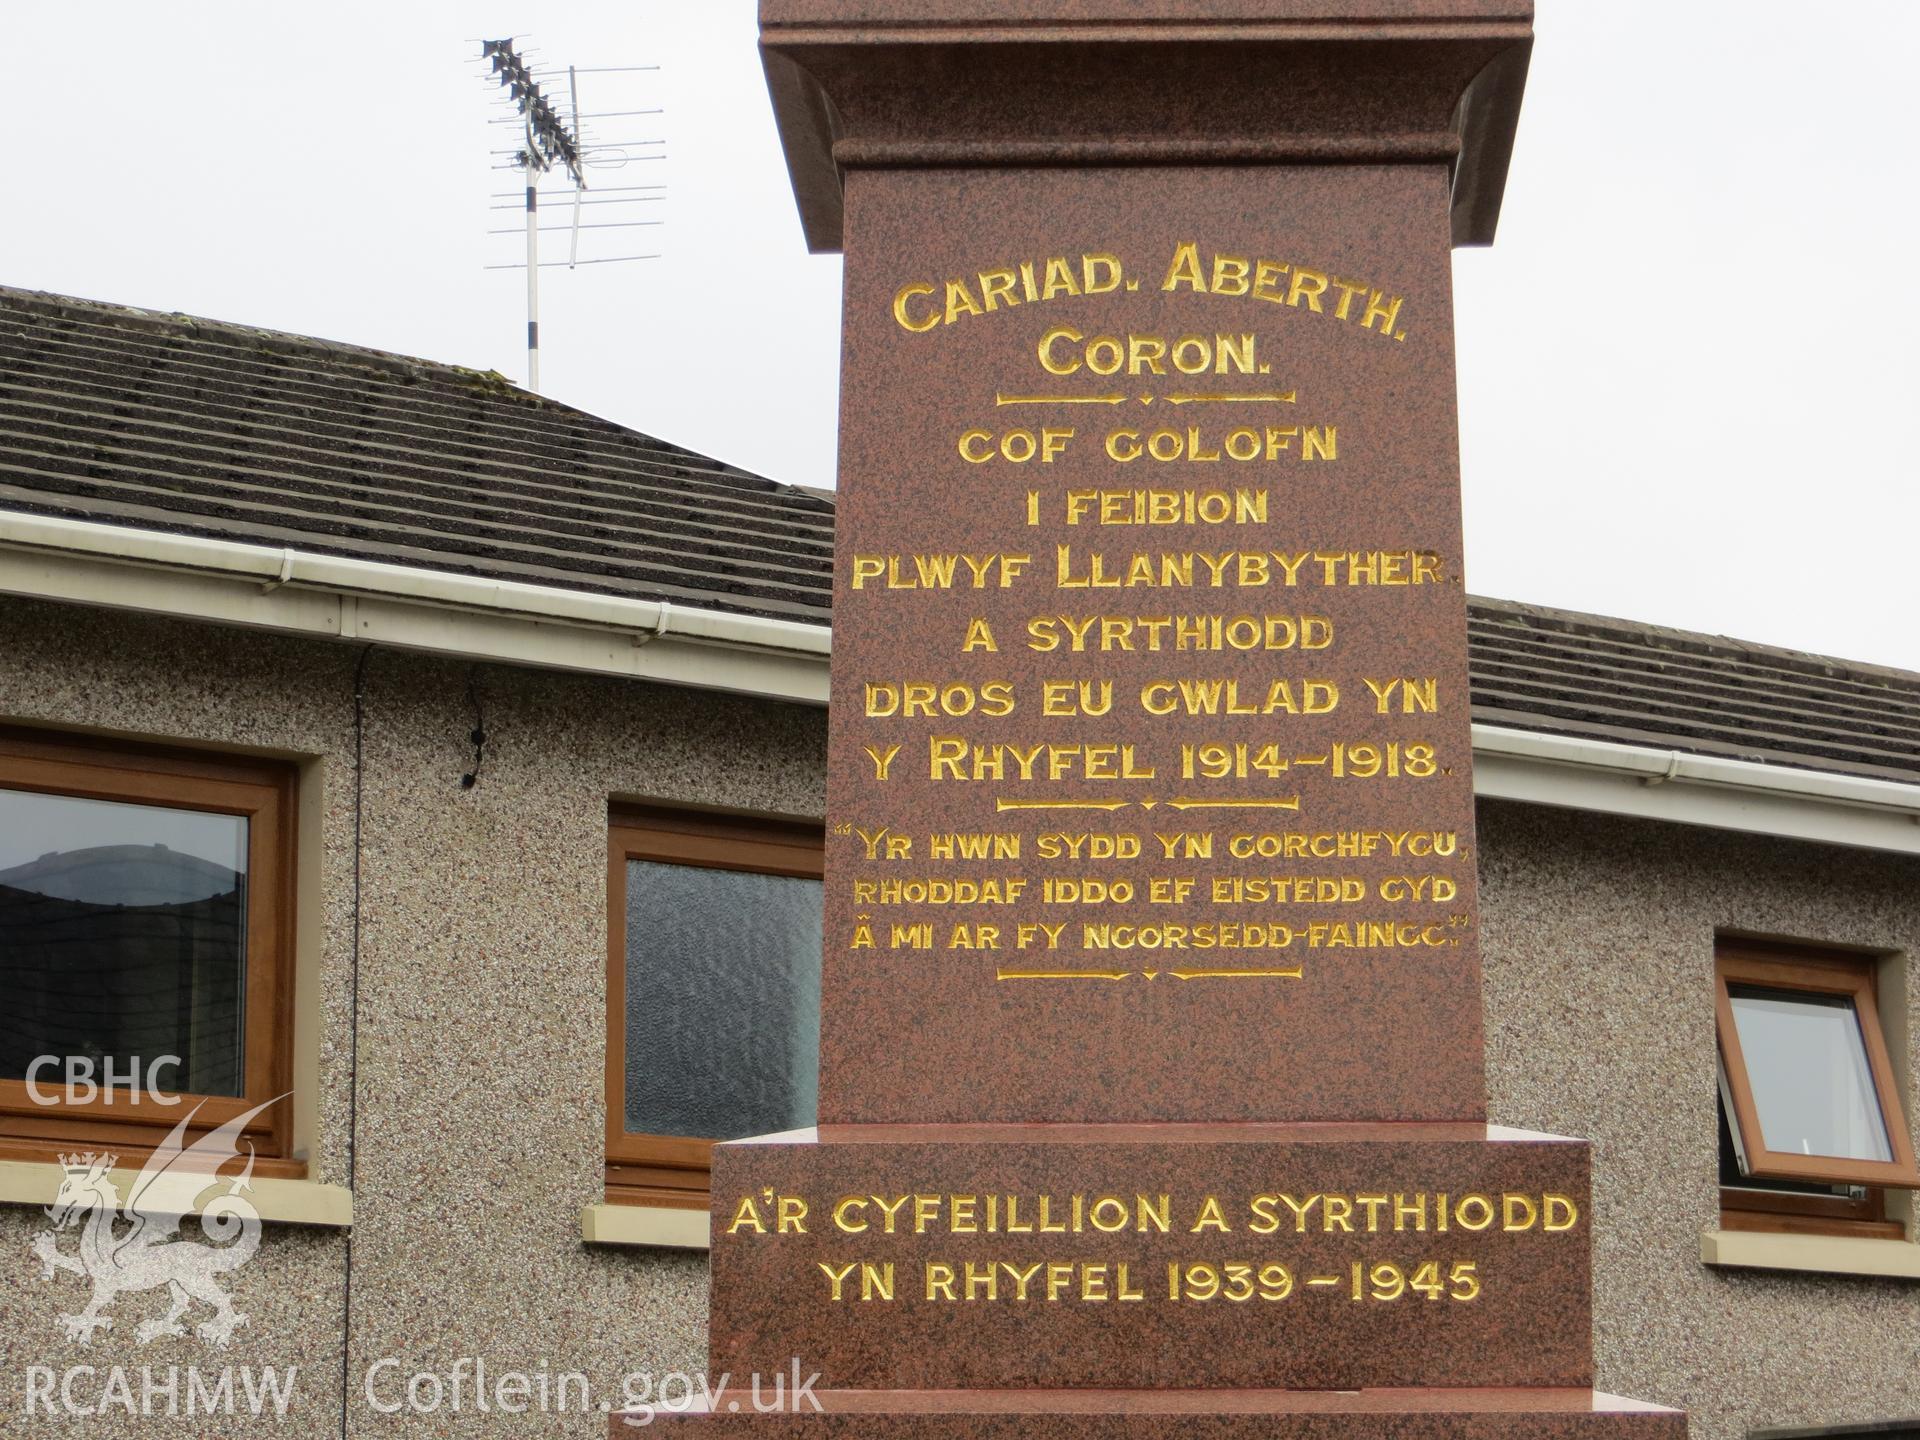 CARIAD. ABERTH.
CORON.
COF GOLOFN
I FEIBION
PLWYF LLANYBYTHER.
A SYRTHIODD
DROS EU GWLAD YN
Y RHYFEL 1914–1918.
"YR HWN SYDD YN GORCHFYGU,
RHODDAF IDDO EF EISTEDD GYD
Â MI AR FY NGORSEDD-FAINGC."
A'R CYFEILLION A SYRTHIODD
YN RHYFEL 1939–1945
CBHC
RCAHMW
Coflein.gov.uk